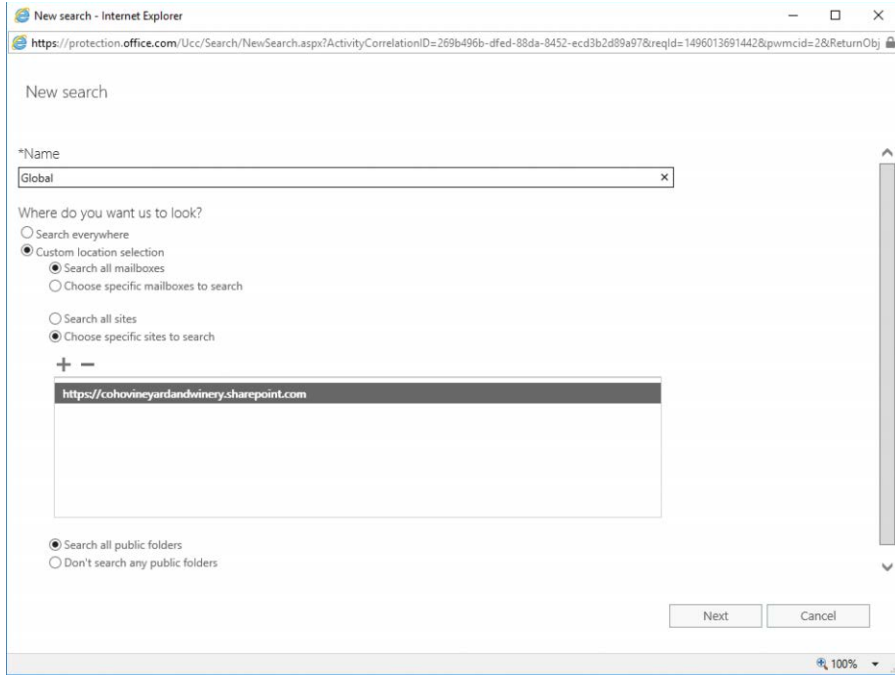 New search - Internet Explorer
https://protection.office.com/Ucc/Search/NewSearch.aspx?ActivityCorrelationID=269b496b-dfed-88da-8452-ecd3b2d89a97&reqId=1496013691442&pwmcid=2&ReturnObj
New search
*Name
Global
Where do you want us to look?
Search everywhere
Custom location selection
Search all mailboxes
Choose specific mailboxes to search
Search all sites
Choose specific sites to search
https://cohovineyardandwinery.sharepoint.com
Search all public folders
Don't search any public folders
Next Cancel
100%